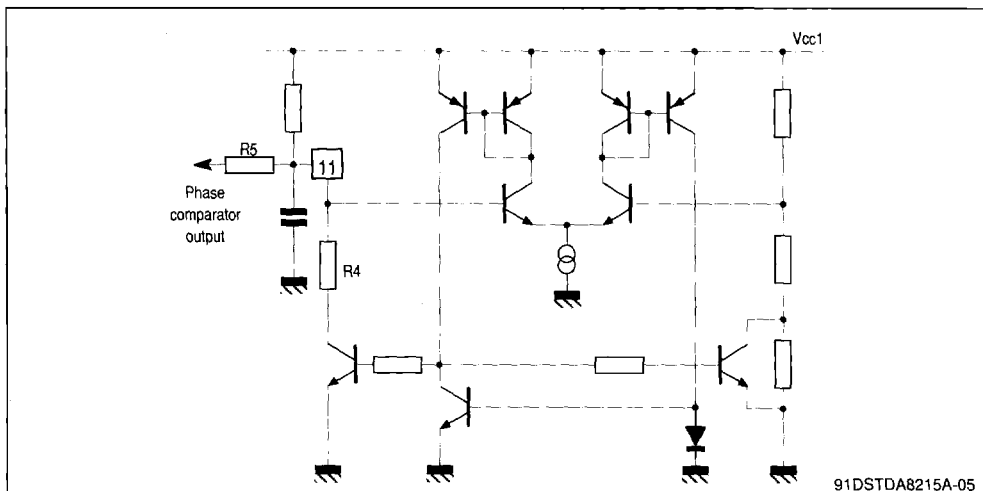 Vcc1
R5
11
Phase
comparator
output
R4
91DSTDA8215A-05